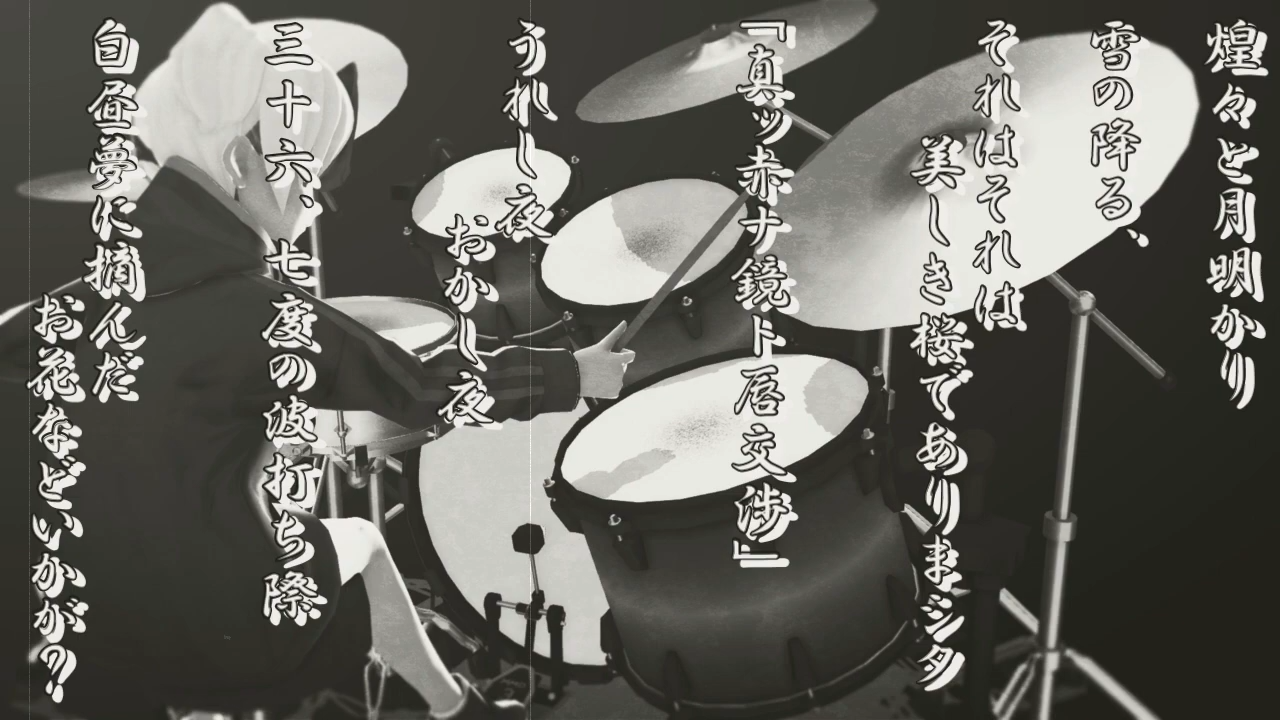 煌々と月明かり
雪の降る、
それはそれは
美しき桜でありまシタ
『真ッ赤ナ鏡ト唇交渉』
うれし夜
おかし夜
三十六、七度の波打ち際
白昼夢に摘んだ
お花などいかが？